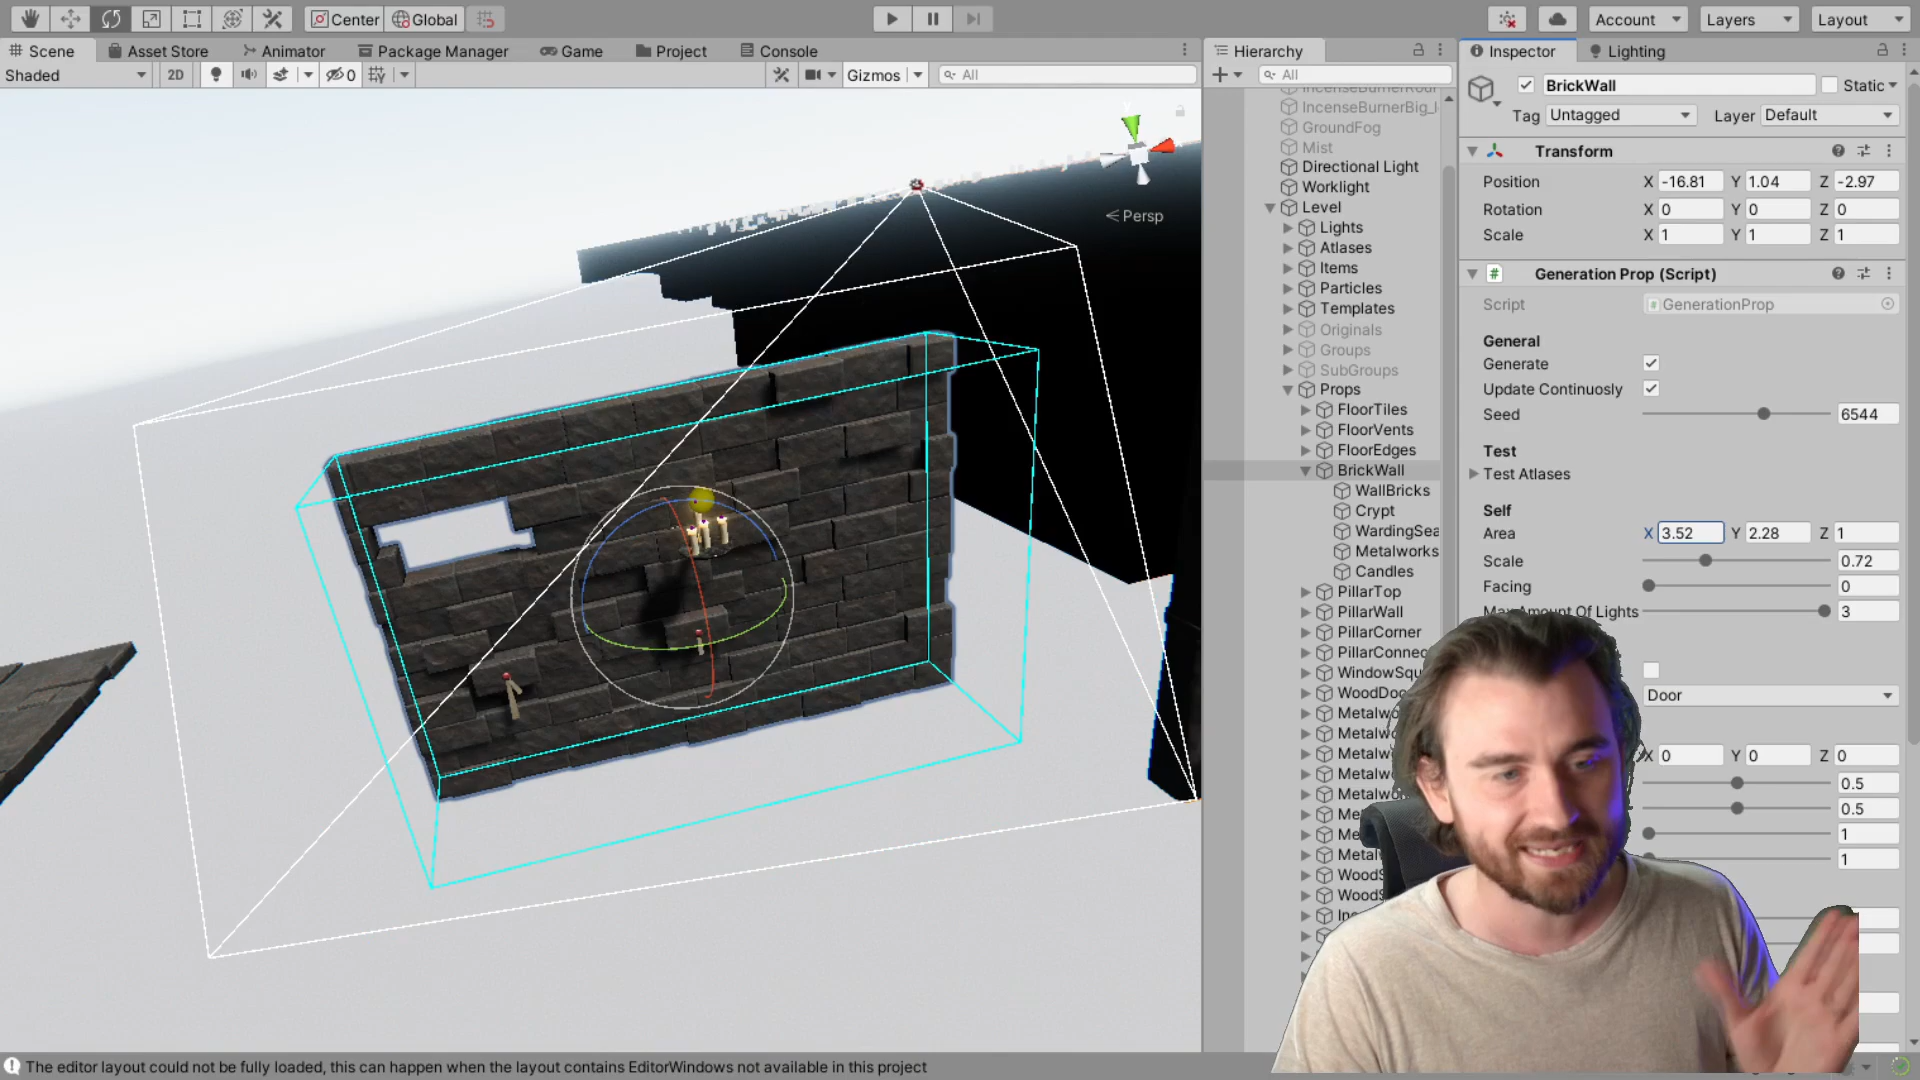 Center
Global
Account
Layers
Layout
Scene
Asset Store
Animator
Package Manager
Game
Project
Console
Hierarchy
Inspector
Lighting
Shaded
2D
0
Gizmos
All
All
BrickWall
Static
Tag Untagged
Layer Default
Transform
Position X -16.81 Y 1.04 Z -2.97
Rotation X 0 Y 0 Z 0
Scale X 1 Y 1 Z 1
Generation Prop (Script)
Script GenerationProp
General
Generate
Update Continuosly
Seed 6544
Test
Test Atlases
Self
Area X 3.52 Y 2.28 Z 1
Scale 0.72
Facing 0
Max Amount Of Lights 3
Door
X 0 Y 0 Z 0
0.5
0.5
1
1
IncenseBurnerBig_
GroundFog
Mist
Directional Light
Worklight
Level
Lights
Atlases
Items
Particles
Templates
Originals
Groups
SubGroups
Props
FloorTiles
FloorVents
FloorEdges
BrickWall
WallBricks
Crypt
WardingSea
Metalworks
Candles
PillarTop
PillarWall
PillarCorner
PillarConnec
WindowSqu
WoodDo
Metalwo
Metalwo
Metalwo
Metalwo
Metalwo
Me
Me
Metal
WoodS
WoodS
Inc
Persp
The editor layout could not be fully loaded, this can happen when the layout contains EditorWindows not available in this project